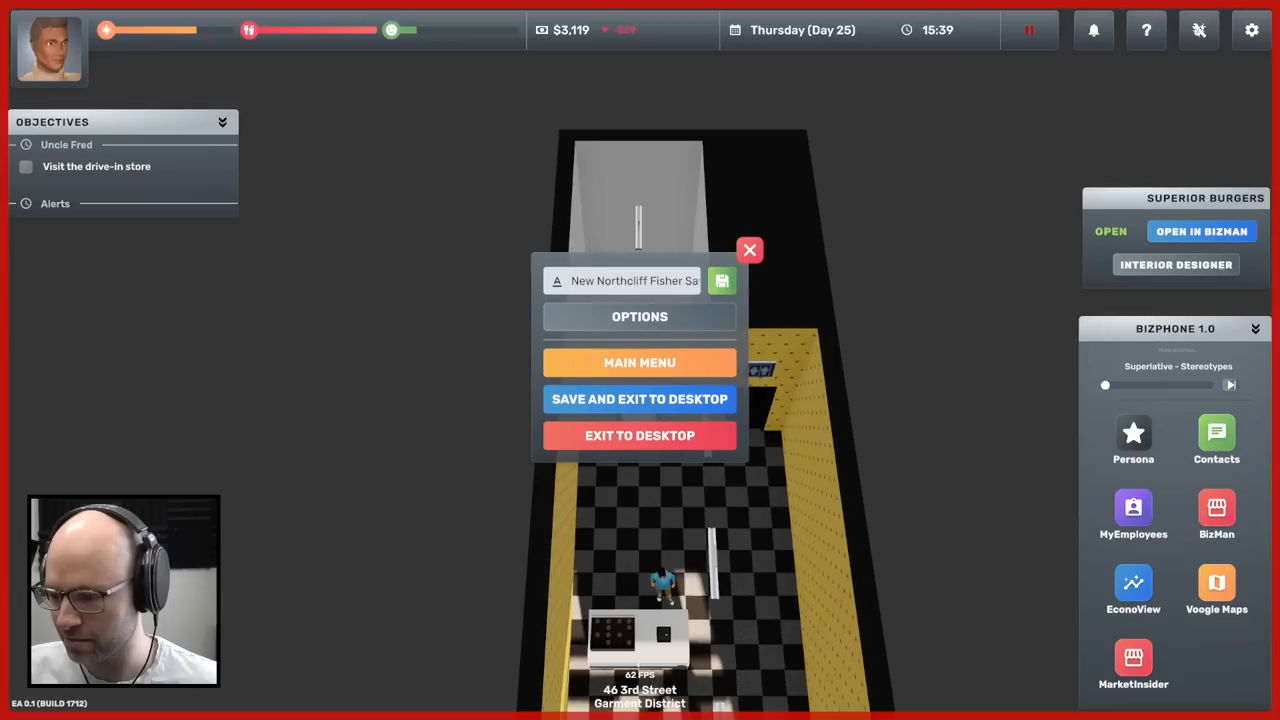 $3,119
Thursday (Day 25)
15:39
?
OBJECTIVES
Uncle Fred
Visit the drive-in store
Alerts
SUPERIOR BURGERS
OPEN
OPEN IN BIZMAN
INTERIOR DESIGNER
A New Northcliff Fisher Sa
OPTIONS
MAIN MENU
SAVE AND EXIT TO DESKTOP
EXIT TO DESKTOP
BIZPHONE 1.0
Superlative - Stereotypes
Persona
Contacts
MyEmployees
BizMan
EconoView
Voogle Maps
MarketInsider
62 FPS
46 3rd Street
Garment District
EA 0.1 (BUILD 1712)